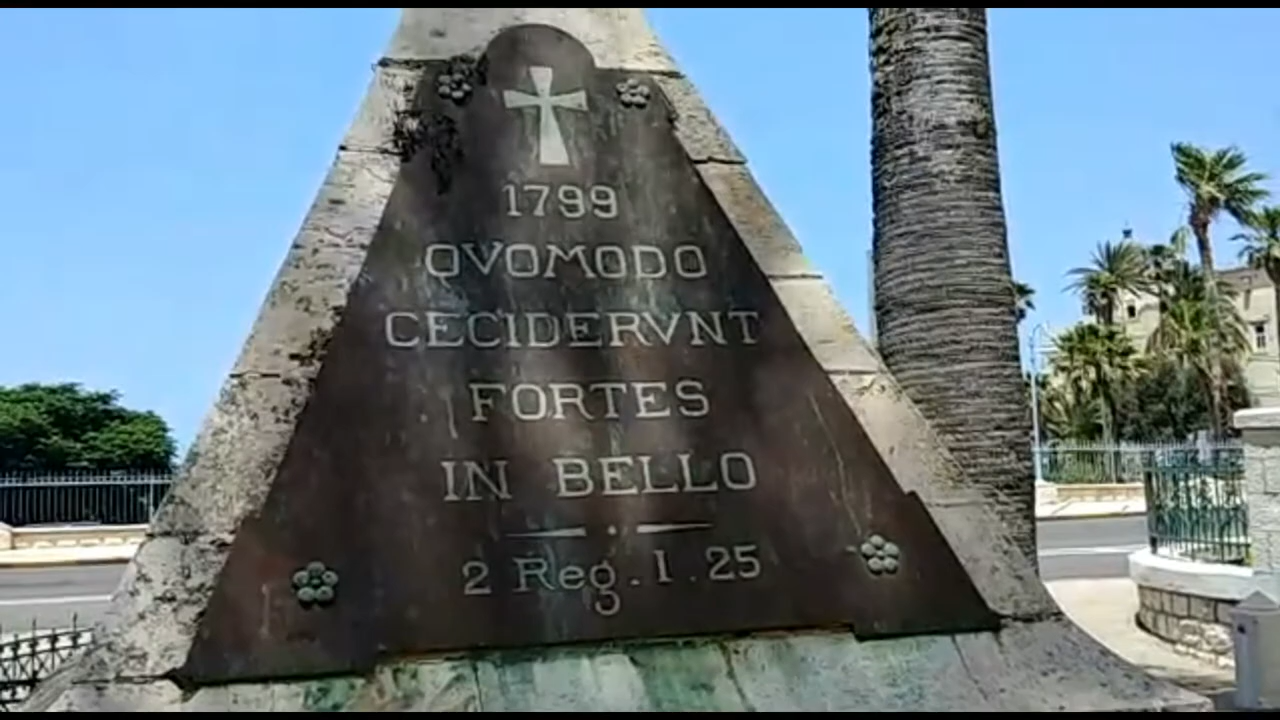 1799
QVOMODO
CECIDERVNT
FORTES
IN BELLO
2 Reg. 1. 25